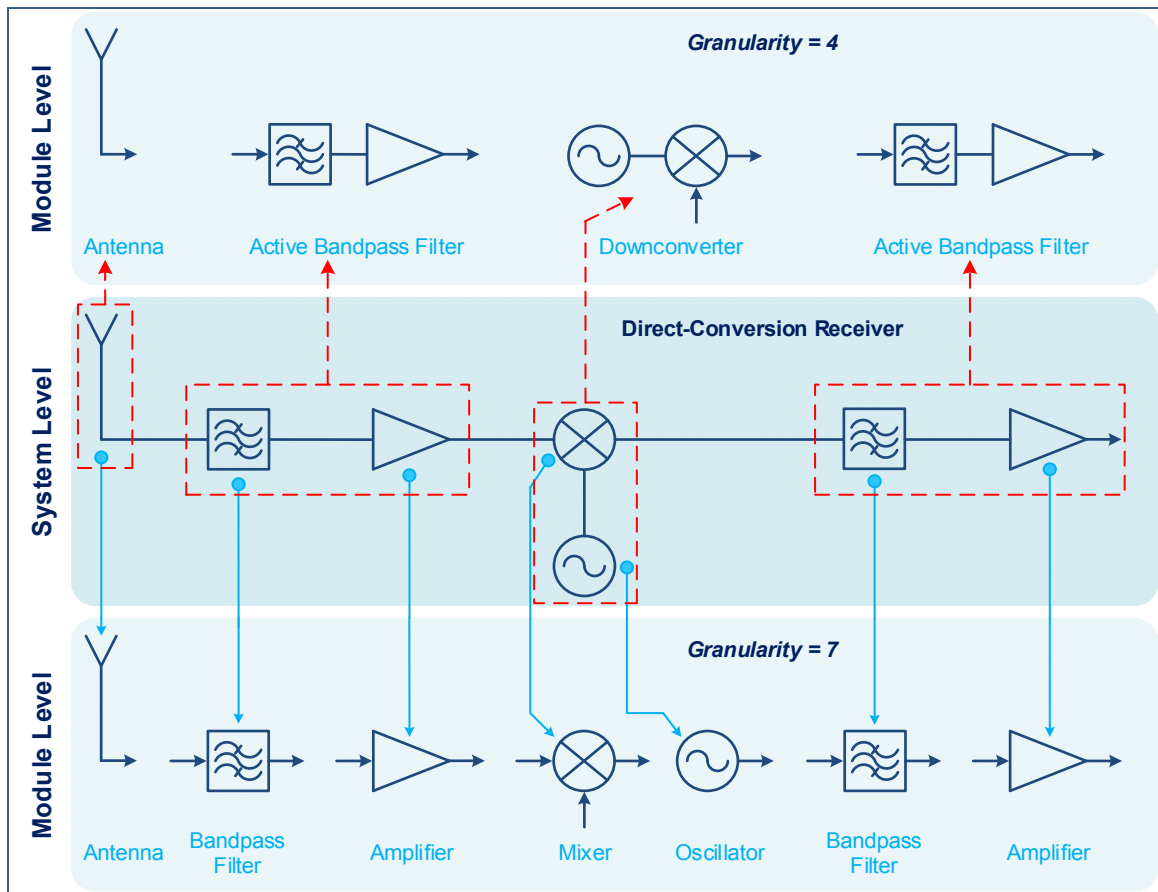 Module Level
Granularity = 4
Antenna
Active Bandpass Filter
Downconverter
Active Bandpass Filter
System Level
Direct-Conversion Receiver
Module Level
Granularity = 7
Antenna
Bandpass
Filter
Amplifier
Mixer
Oscillator
Bandpass
Filter
Amplifier